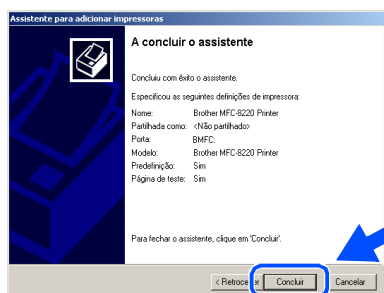 Assistente para adicionar impressoras
A concluir o assistente
Concluiu com êxito o assistente.
Especificou as seguintes definições de impressora:
Nome: Brother MFC-8220 Printer
Partilhada como: <Não partilhado>
Porta: BMFC:
Modelo: Brother MFC-8220 Printer
Predefinição: Sim
Página de teste: Sim
Para fechar o assistente, clique em 'Concluir'.
< Retroceder Concluir Cancelar